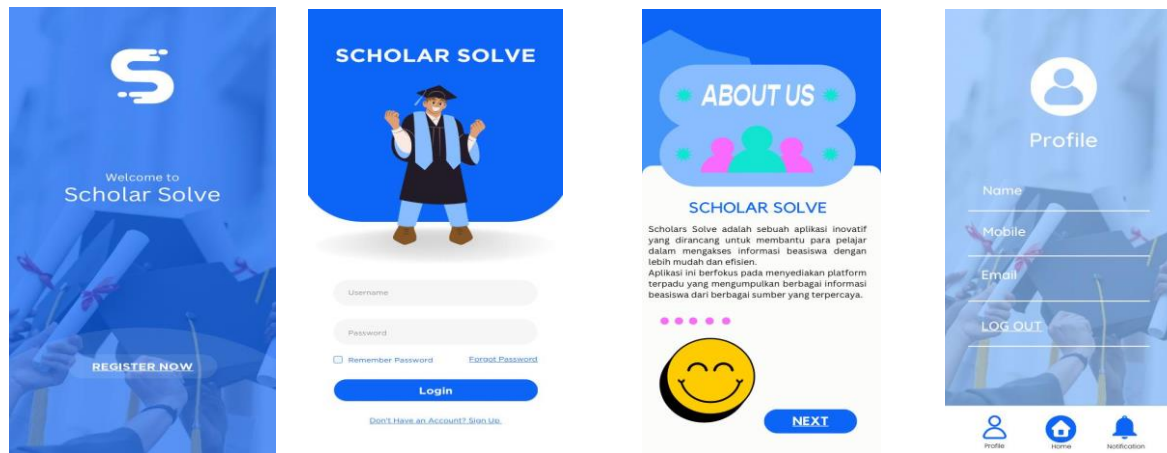 S
Welcome to
Scholar Solve
REGISTER NOW
SCHOLAR SOLVE
Username
Password
Remember Password
Forgot Password
Login
Don't Have an Account? Sign Up.
ABOUT US
SCHOLAR SOLVE
Scholars Solve adalah sebuah aplikasi inovatif
yang dirancang untuk membantu para pelajar
dalam mengakses informasi beasiswa dengan
lebih mudah dan efisien.
Aplikasi ini berfokus pada menyediakan platform
terpadu yang mengumpulkan berbagai informasi
beasiswa dari berbagai sumber yang terpercaya.
NEXT
Profile
Name
Mobile
Email
LOG OUT
Profile
Home
Notification